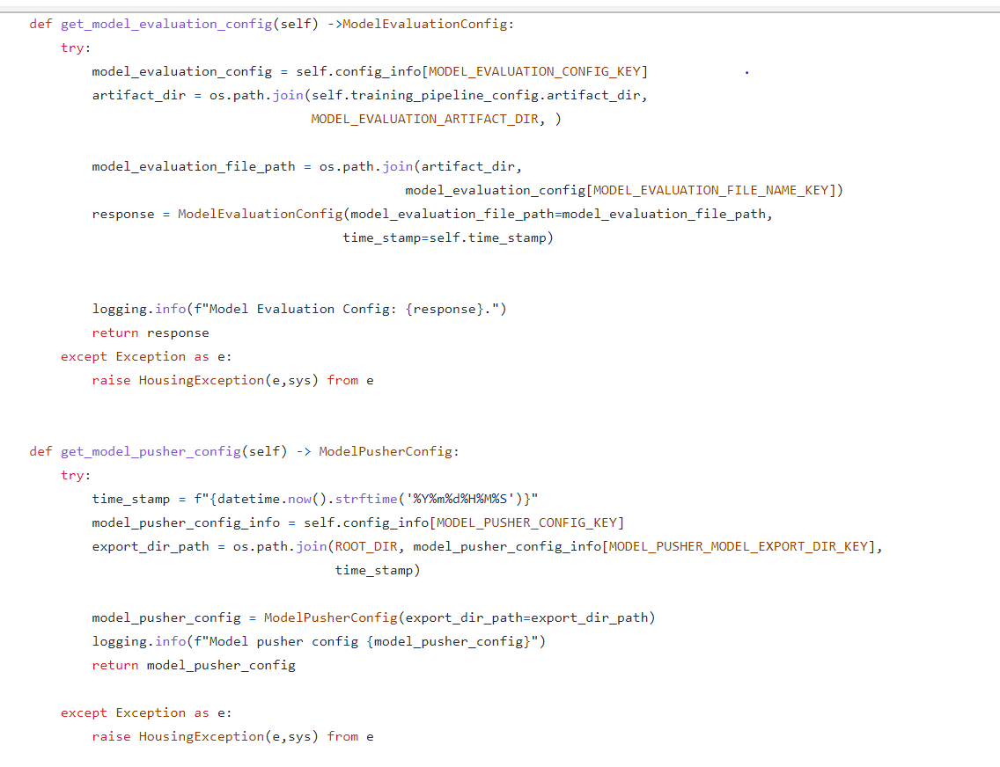 def get_model_evaluation_config(self) ->ModelEvaluationConfig:
    try:
        model_evaluation_config = self.config_info[MODEL_EVALUATION_CONFIG_KEY]
        artifact_dir = os.path.join(self.training_pipeline_config.artifact_dir,
                                    MODEL_EVALUATION_ARTIFACT_DIR, )
        model_evaluation_file_path = os.path.join(artifact_dir,
                                                model_evaluation_config[MODEL_EVALUATION_FILE_NAME_KEY])
        response = ModelEvaluationConfig(model_evaluation_file_path=model_evaluation_file_path,
                                        time_stamp=self.time_stamp)
        logging.info(f"Model Evaluation Config: {response}.")
        return response
    except Exception as e:
        raise HousingException(e,sys) from e
def get_model_pusher_config(self) -> ModelPusherConfig:
    try:
        time_stamp = f"{datetime.now().strftime('%Y%m%d%H%M%S')}"
        model_pusher_config_info = self.config_info[MODEL_PUSHER_CONFIG_KEY]
        export_dir_path = os.path.join(ROOT_DIR, model_pusher_config_info[MODEL_PUSHER_MODEL_EXPORT_DIR_KEY],
                                       time_stamp)
        model_pusher_config = ModelPusherConfig(export_dir_path=export_dir_path)
        logging.info(f"Model pusher config {model_pusher_config}")
        return model_pusher_config
    except Exception as e:
        raise HousingException(e,sys) from e